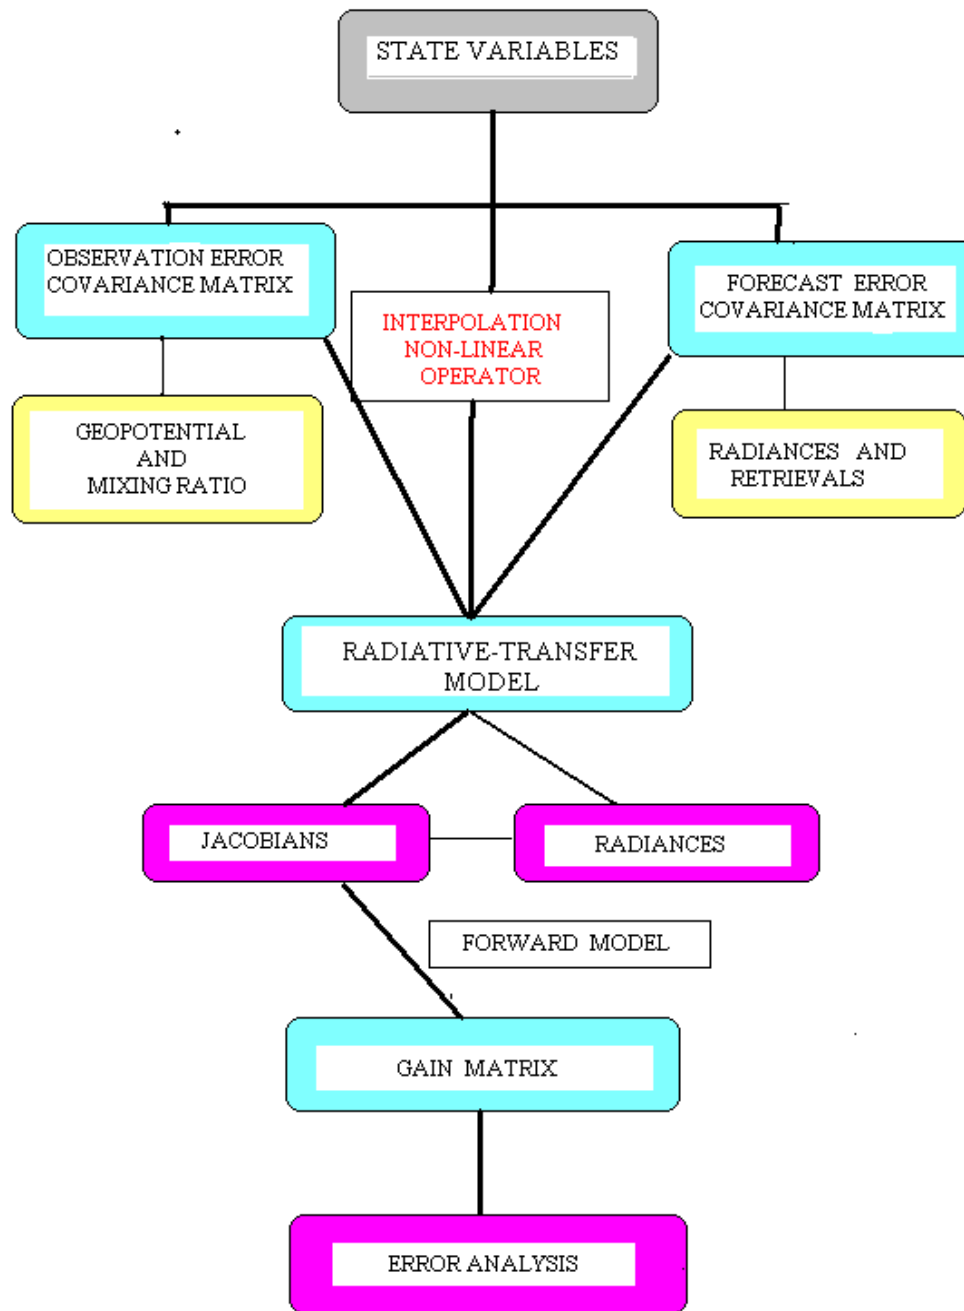 STATE VARIABLES
OBSERVATION ERROR
COVARIANCE MATRIX
INTERPOLATION
NON-LINEAR
OPERATOR
FORECAST ERROR
COVARIANCE MATRIX
GEOPOTENTIAL
AND
MIXING RATIO
RADIANCES AND
RETRIEVALS
RADIATIVE-TRANSFER
MODEL
JACOBIANS
RADIANCES
FORWARD MODEL
GAIN MATRIX
ERROR ANALYSIS